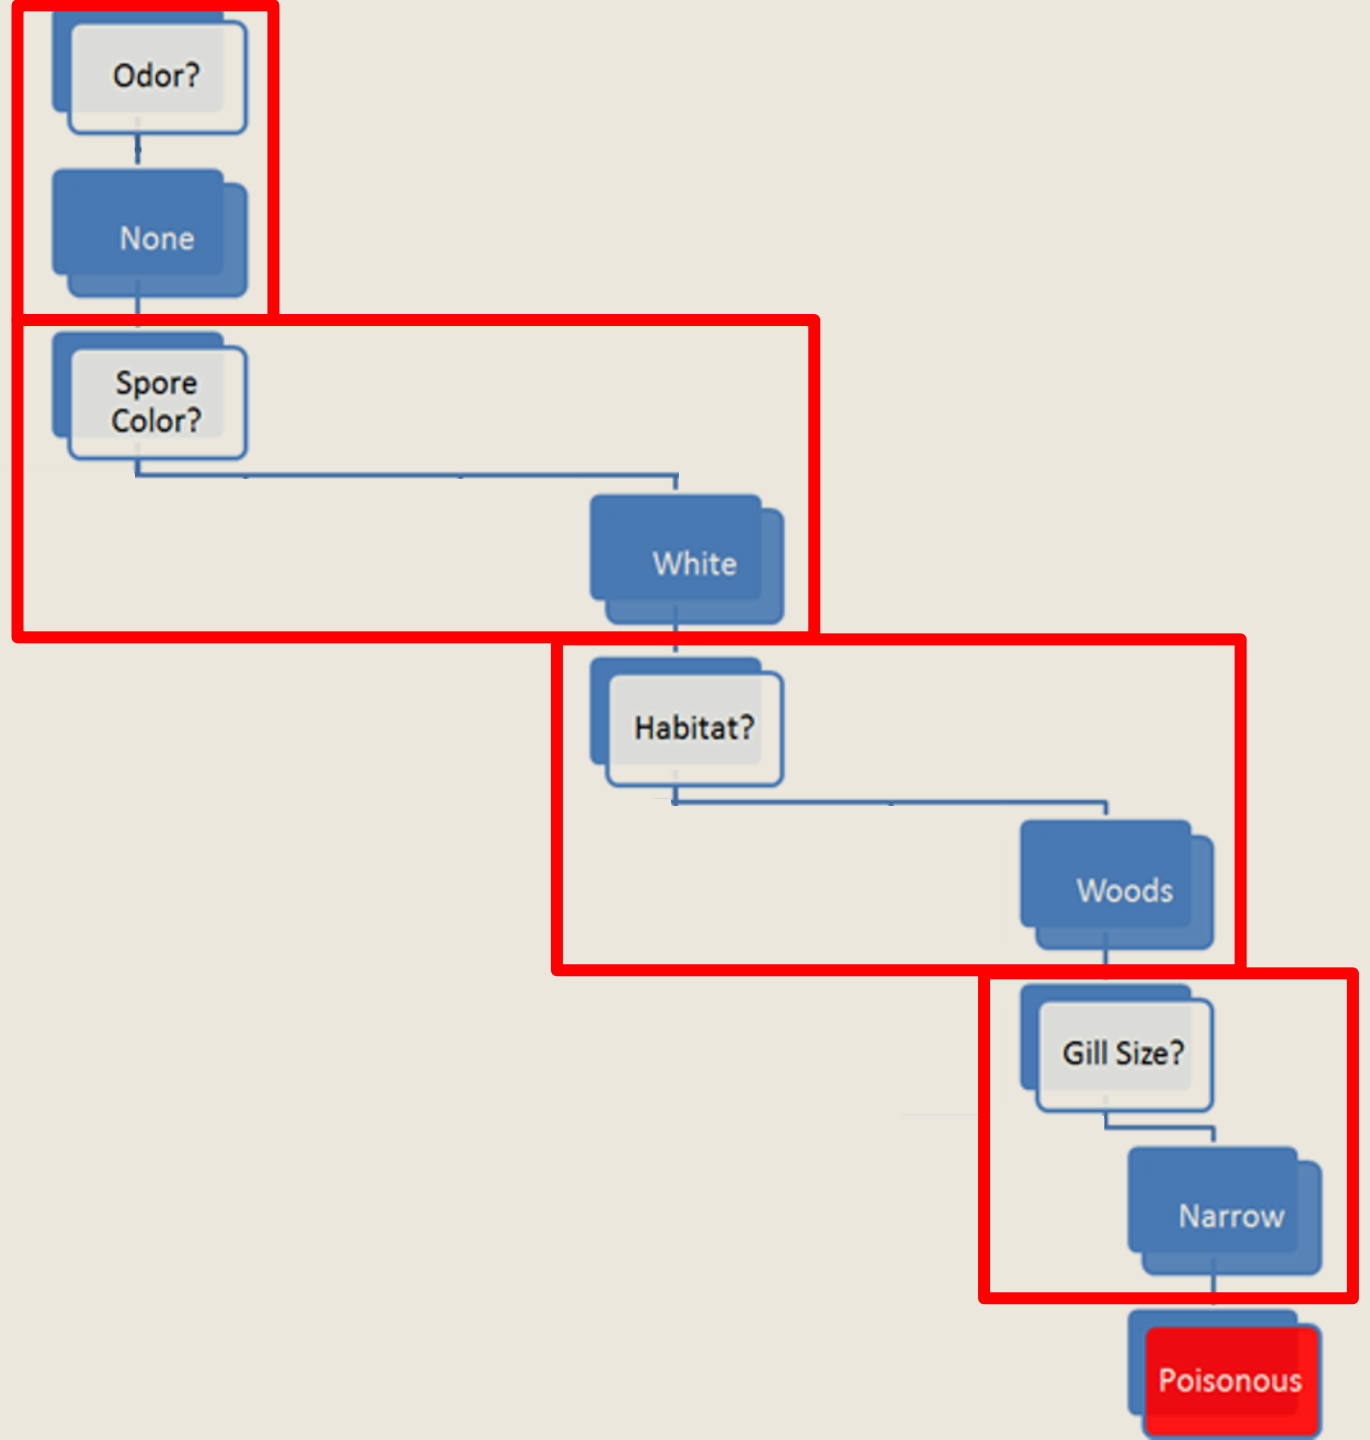 Odor?
None
Spore
Color?
White
Habitat?
Woods
Gill Size?
Narrow
Poisonous